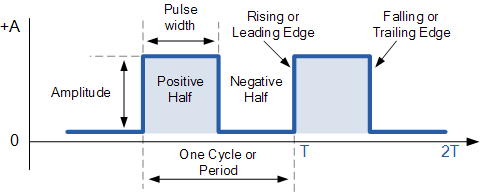 +A
Pulse
width
Rising or
Leading Edge
Falling or
Trailing Edge
Amplitude
Positive
Half
Negative
Half
0
One Cycle or
Period
T
2T